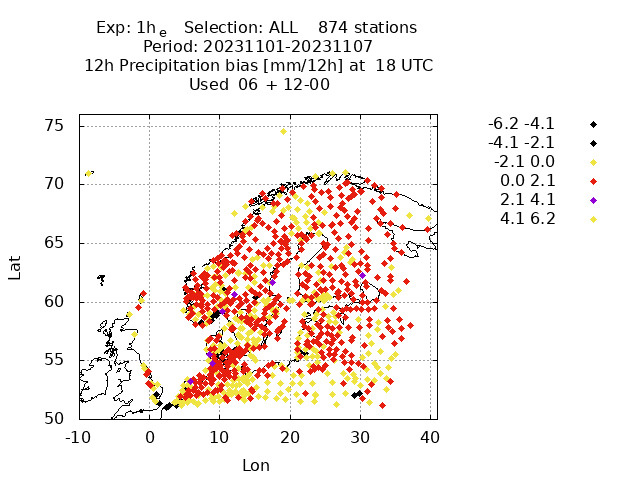 Exp: 1h e   Selection: ALL    874 stations
Period: 20231101-20231107
12h Precipitation bias [mm/12h] at  18 UTC
Used  06 + 12-00
-6.2 -4.1
-4.1 -2.1
-2.1 0.0
0.0 2.1
2.1 4.1
4.1 6.2
75
70
65
60
55
50
Lat
-10 0 10 20 30 40
Lon